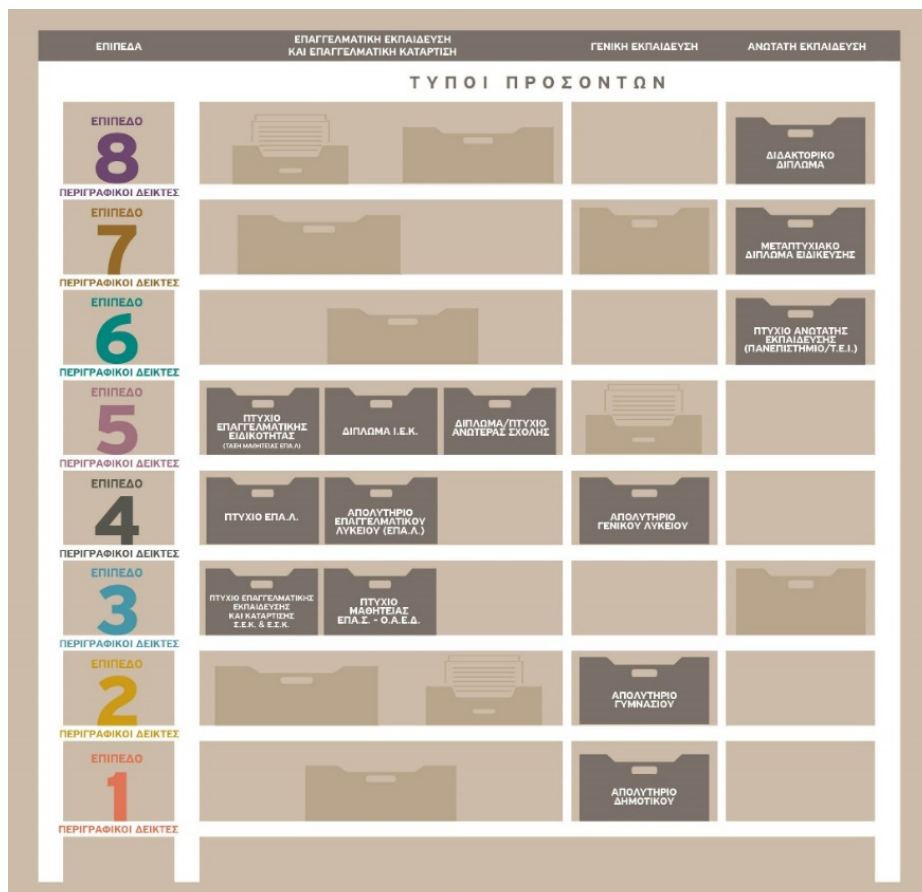 ΕΠΙΠΕΔΑ
ΕΠΑΓΓΕΛΜΑΤΙΚΗ ΕΚΠΑΙΔΕΥΣΗ
ΚΑΙ ΕΠΑΓΓΕΛΜΑΤΙΚΗ ΚΑΤΑΡΤΙΣΗ
ΓΕΝΙΚΗ ΕΚΠΑΙΔΕΥΣΗ
ΑΝΩΤΑΤΗ ΕΚΠΑΙΔΕΥΣΗ
ΤΥΠΟΙ ΠΡΟΣΟΝΤΩΝ
ΕΠΙΠΕΔΟ
8
ΠΕΡΙΓΡΑΦΙΚΟΙ ΔΕΙΚΤΕΣ
ΔΙΔΑΚΤΟΡΙΚΟ
ΔΙΠΛΩΜΑ
ΕΠΙΠΕΔΟ
7
ΠΕΡΙΓΡΑΦΙΚΟΙ ΔΕΙΚΤΕΣ
ΜΕΤΑΠΤΥΧΙΑΚΟ
ΔΙΠΛΩΜΑ ΕΙΔΙΚΕΥΣΗΣ
ΕΠΙΠΕΔΟ
6
ΠΕΡΙΓΡΑΦΙΚΟΙ ΔΕΙΚΤΕΣ
ΠΤΥΧΙΟ ΑΝΩΤΑΤΗΣ
ΕΚΠΑΙΔΕΥΣΗΣ
(ΠΑΝΕΠΙΣΤΗΜΙΟ/Τ.Ε.Ι.)
ΕΠΙΠΕΔΟ
5
ΠΕΡΙΓΡΑΦΙΚΟΙ ΔΕΙΚΤΕΣ
ΠΤΥΧΙΟ
ΕΠΑΓΓΕΛΜΑΤΙΚΗΣ
ΕΙΔΙΚΟΤΗΤΑΣ
(ΤΑΞΗ ΜΑΘΗΤΕΙΑΣ ΕΠΑ.Λ)
ΔΙΠΛΩΜΑ Ι.Ε.Κ.
ΔΙΠΛΩΜΑ/ΠΤΥΧΙΟ
ΑΝΩΤΕΡΑΣ ΣΧΟΛΗΣ
ΕΠΙΠΕΔΟ
4
ΠΕΡΙΓΡΑΦΙΚΟΙ ΔΕΙΚΤΕΣ
ΠΤΥΧΙΟ ΕΠΑ.Λ.
ΑΠΟΛΥΤΗΡΙΟ
ΕΠΑΓΓΕΛΜΑΤΙΚΟΥ
ΛΥΚΕΙΟΥ (ΕΠΑ.Λ.)
ΑΠΟΛΥΤΗΡΙΟ
ΓΕΝΙΚΟΥ ΛΥΚΕΙΟΥ
ΕΠΙΠΕΔΟ
3
ΠΕΡΙΓΡΑΦΙΚΟΙ ΔΕΙΚΤΕΣ
ΠΤΥΧΙΟ ΕΠΑΓΓΕΛΜΑΤΙΚΗΣ
ΕΚΠΑΙΔΕΥΣΗΣ
ΚΑΙ ΚΑΤΑΡΤΙΣΗΣ
Σ.Ε.Κ. & Ε.Σ.Κ.
ΠΤΥΧΙΟ
ΜΑΘΗΤΕΙΑΣ
ΕΠΑ.Σ. - Ο.Α.Ε.Δ.
ΕΠΙΠΕΔΟ
2
ΠΕΡΙΓΡΑΦΙΚΟΙ ΔΕΙΚΤΕΣ
ΑΠΟΛΥΤΗΡΙΟ
ΓΥΜΝΑΣΙΟΥ
ΕΠΙΠΕΔΟ
1
ΠΕΡΙΓΡΑΦΙΚΟΙ ΔΕΙΚΤΕΣ
ΑΠΟΛΥΤΗΡΙΟ
ΔΗΜΟΤΙΚΟΥ